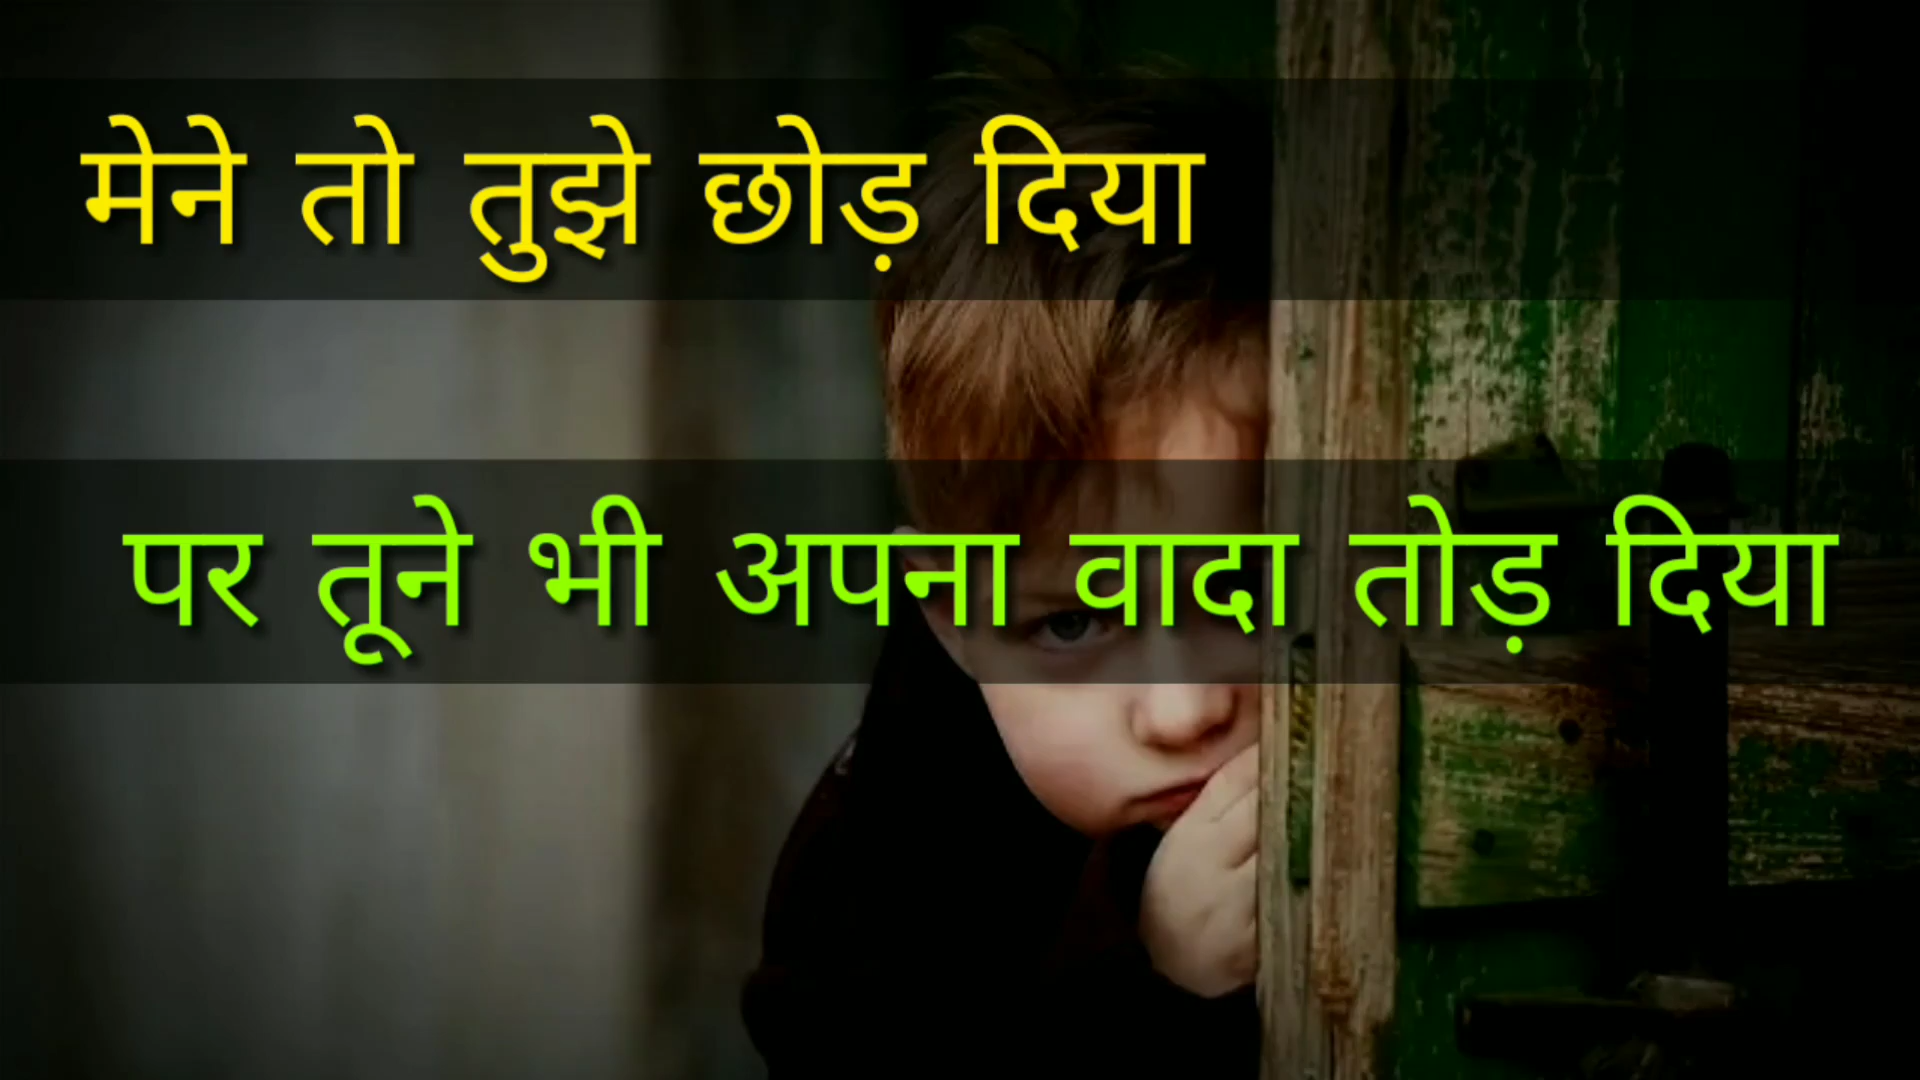 मेने तो तुझे छोड़ दिया
पर तूने भी अपना वादा तोड़ दिया